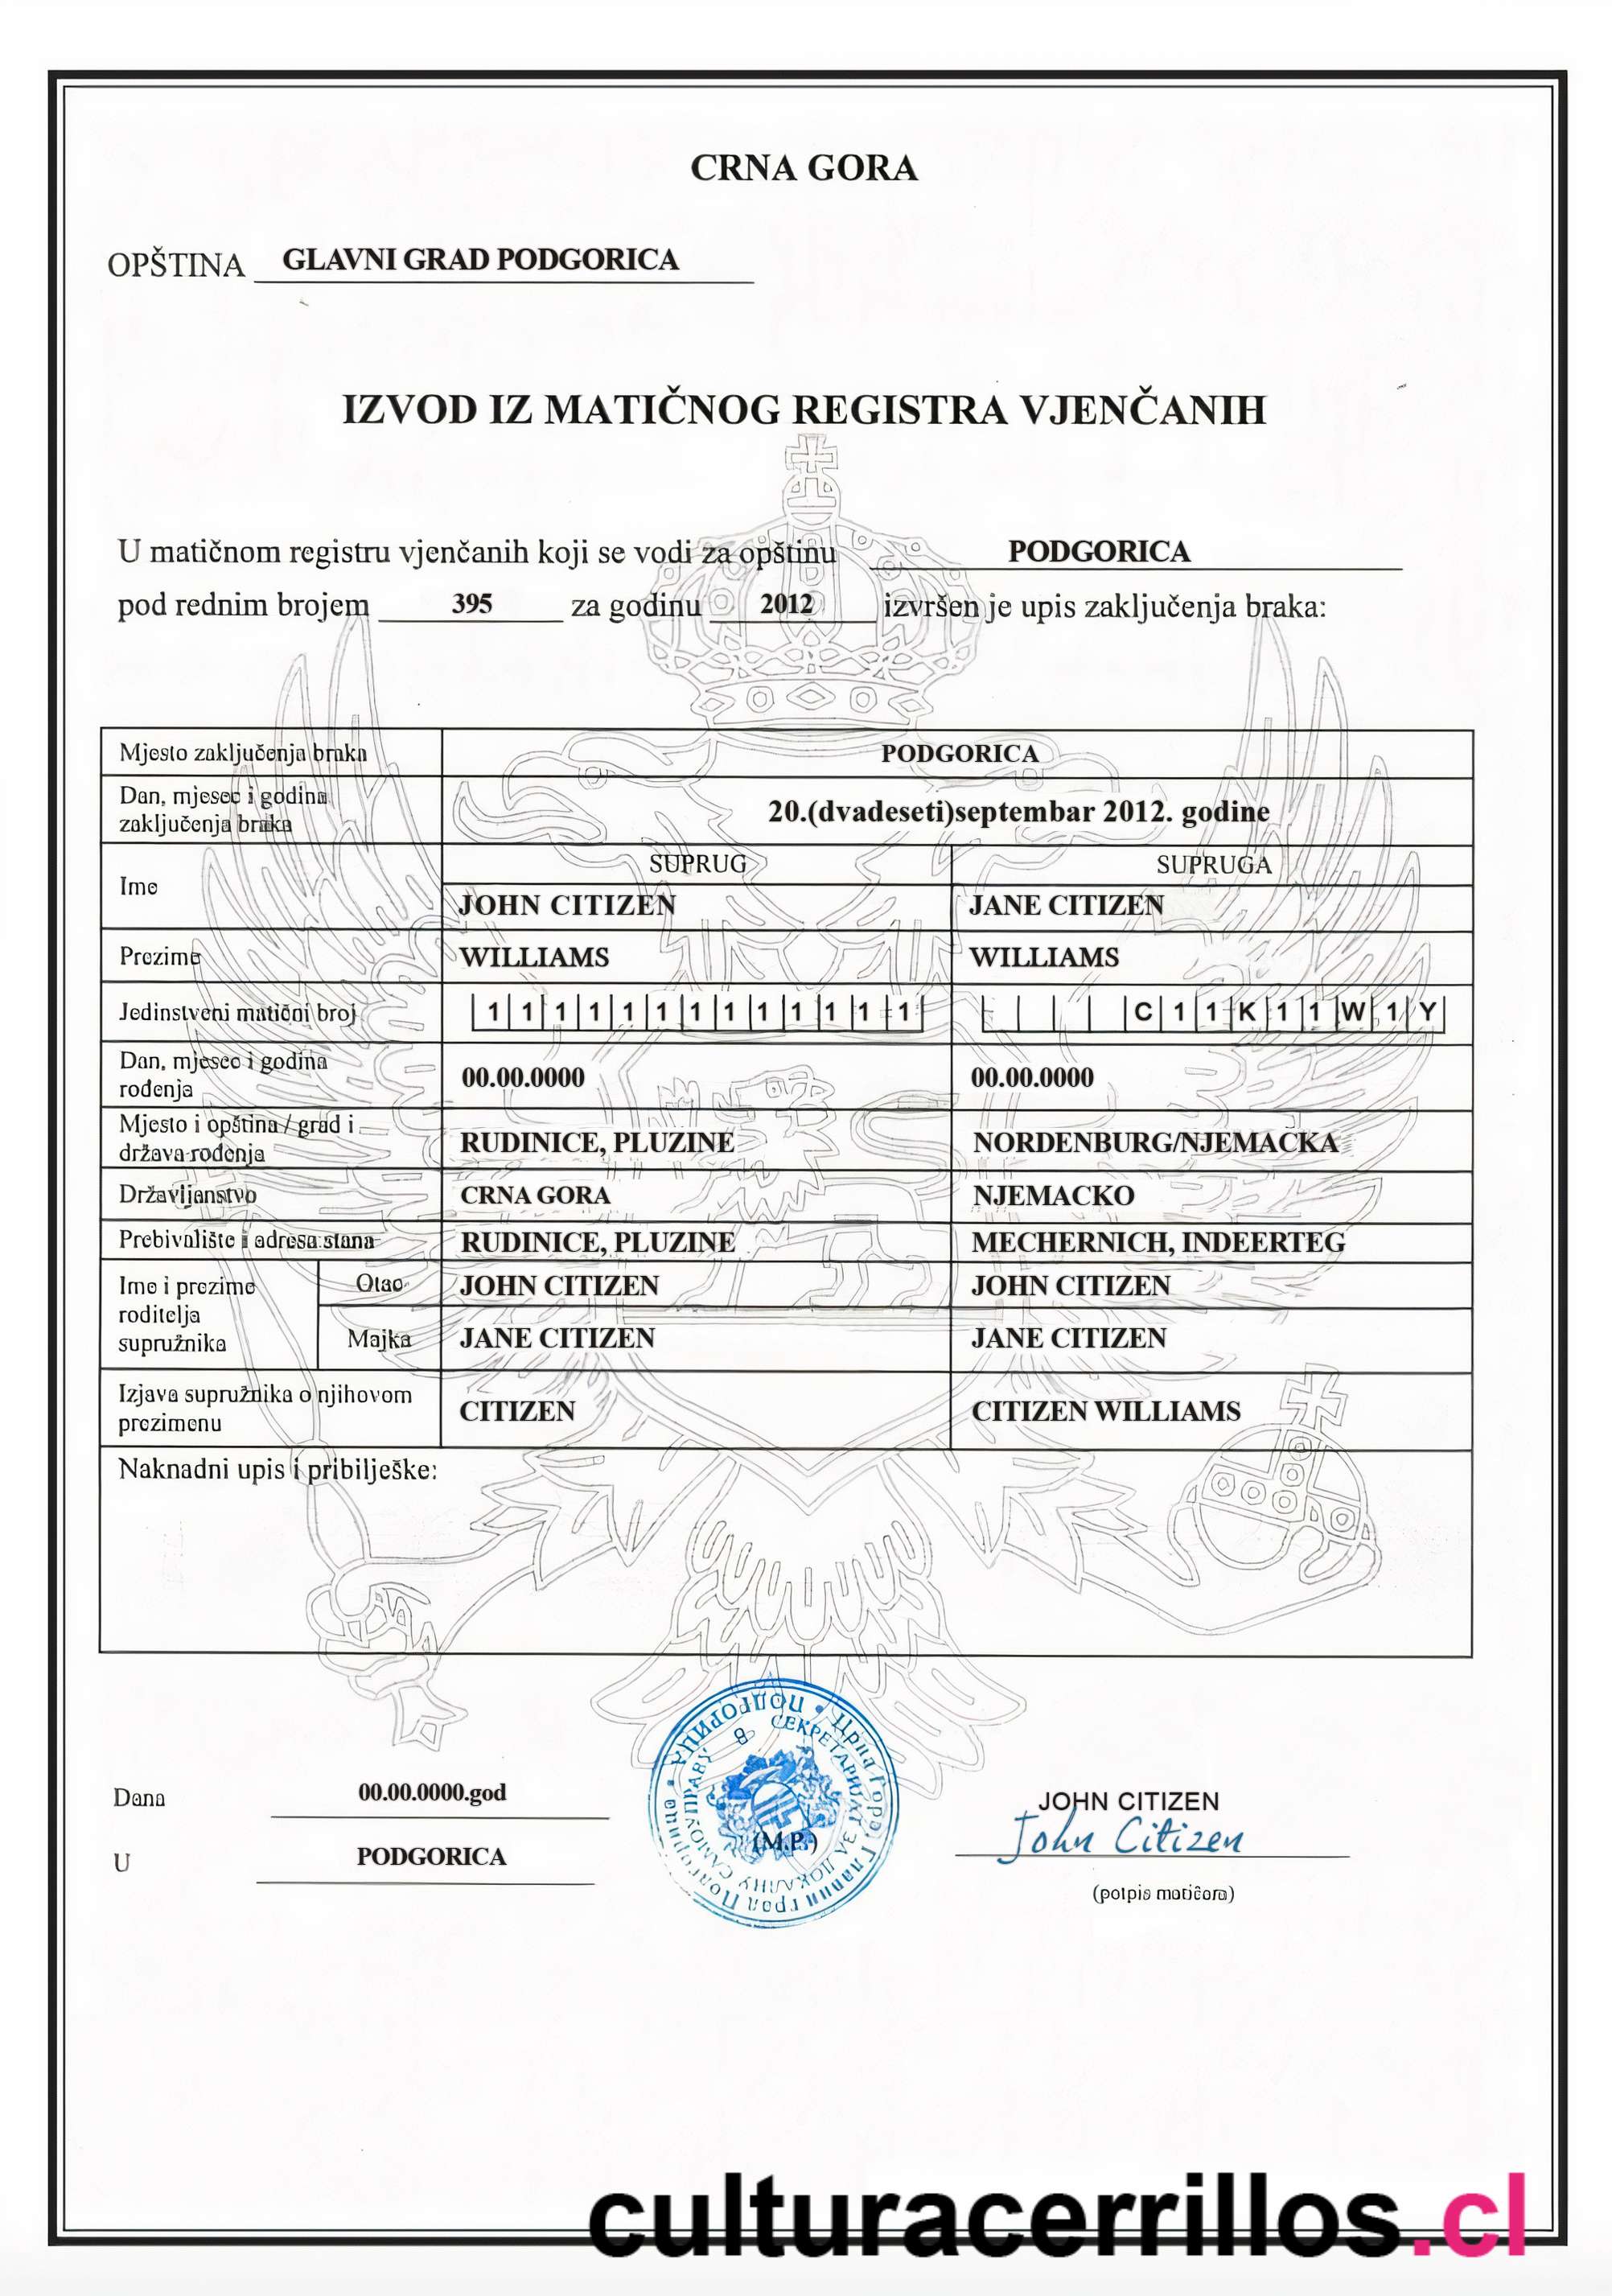 CRNA GORA
OPŠTINA GLAVNI GRAD PODGORICA
IZVOD IZ MATIČNOG REGISTRA VJENČANIH
U matičnom registru vjenčanih koji se vodi za opštinu PODGORICA
pod rednim brojem 395 za godinu 2012 izvršen je upis zaključenja braka:
Mjesto zaključenja braka PODGORICA
Dan, mjesec i godina
zaključenja braka
20.(dvadeseti)septembar 2012. godine
Ime
SUPRUG SUPRUGA
JOHN CITIZEN JANE CITIZEN
Prezime WILLIAMS WILLIAMS
Jedinstveni matični broj 1 1 1 1 1 1 1 1 1 1 1 1 1 C 1 1 K 1 1 W 1 Y
Dan, mjesec i godina
rođenja
00.00.0000 00.00.0000
Mjesto i opština / grad i
država rođenja
RUDINICE, PLUZINE NORDENBURG/NJEMAČKA
Državljanstvo CRNA GORA NJEMACKO
Prebivalište i adresa stana RUDINICE, PLUZINE MECHERNICH, INDEERTEG
Ime i prezime
roditelja
supružnika
Otac JOHN CITIZEN JOHN CITIZEN
Majka JANE CITIZEN JANE CITIZEN
Izjava supružnika o njihovom
prezimenu
CITIZEN CITIZEN WILLIAMS
Naknadni upis i pribilješke:
Dana 00.00.0000.god
U PODGORICA
8
СЕКРЕТАРИЈАТ ЗА ЛОКАЛНУ САМОУПРАВУ
(M.P.)
JOHN CITIZEN
John Citizen
(potpis matičara)
culturacerrillos.cl